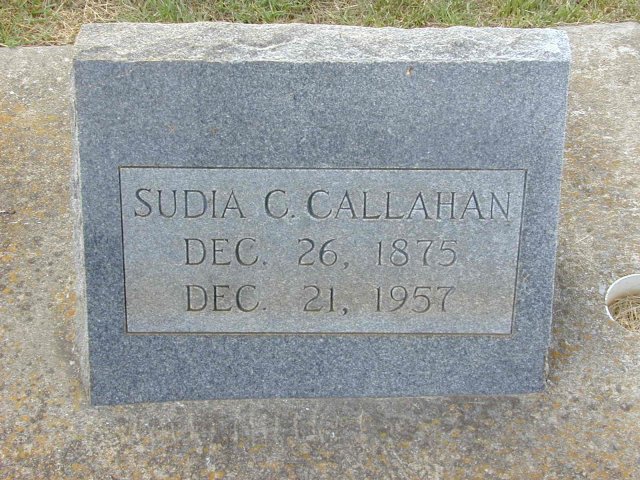 SUDIA C. CALLAHAN
DEC. 26, 1875
DEC. 21, 1957